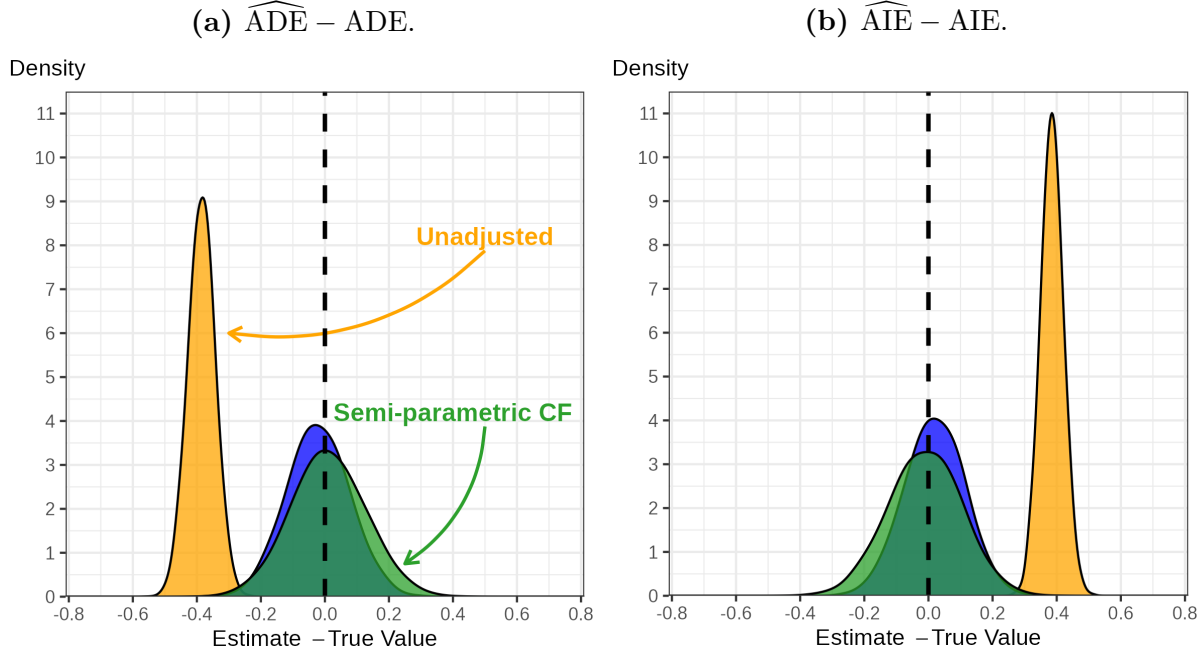 (a) \widehat{ADE} – ADE.
Density
11
10
9
8
7
6
5
4
3
2
1
0
-0.8 -0.6 -0.4 -0.2 0.0 0.2 0.4 0.6 0.8
Estimate – True Value
Unadjusted
Semi-parametric CF
(b) \widehat{AIE} – AIE.
Density
11
10
9
8
7
6
5
4
3
2
1
0
-0.8 -0.6 -0.4 -0.2 0.0 0.2 0.4 0.6 0.8
Estimate – True Value